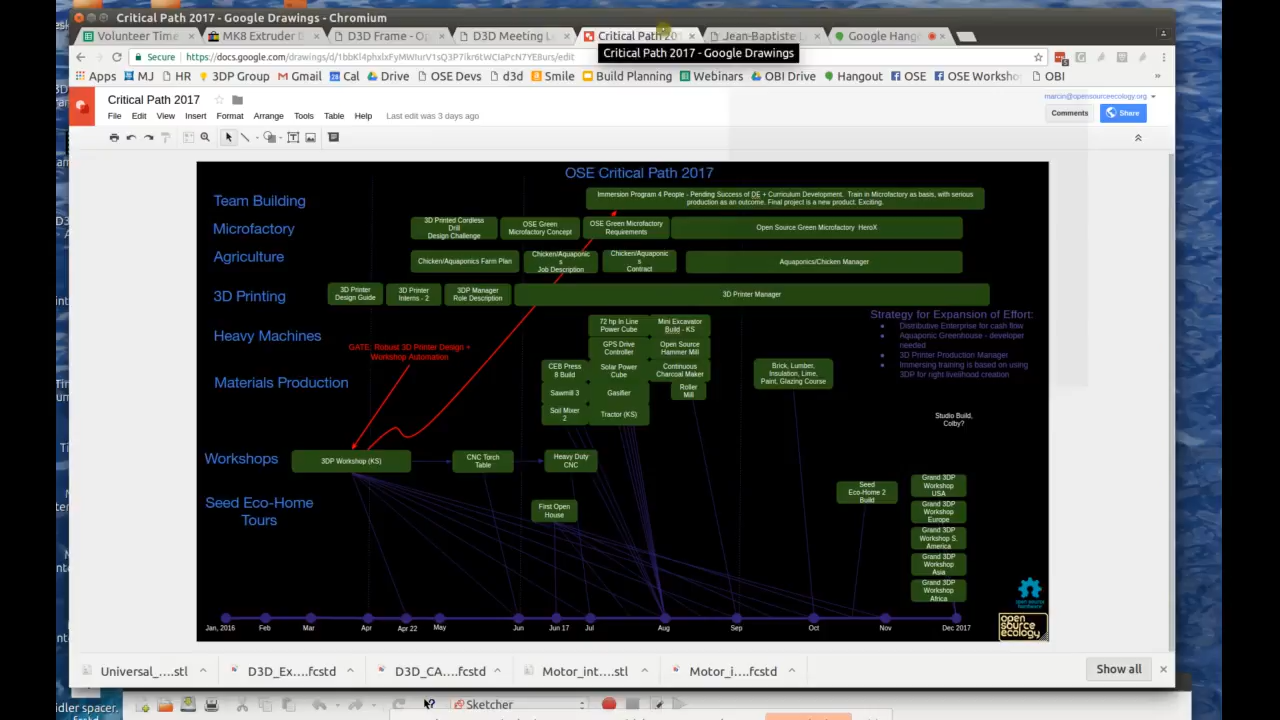 Critical Path 2017 - Google Drawings - Chromium
Volunteer Time
MK8 Extruder D
D3D Frame - Op
D3D Meeting L
Critical Path 201
Jean-Baptiste L
Google Hang
Critical Path 2017 - Google Drawings
Secure
Apps
MJ
HR
3DP Group
Gmail
Cal
Drive
OSE Devs
d3d
Smile
Build Planning
Webinars
OBI Drive
Hangout
OSE
OSE Worksho
OBI
»
Critical Path 2017
marcin@opensourceecology.org
File Edit View Insert Format Arrange Tools Table Help Last edit was 3 days ago
Comments
Share
OSE Critical Path 2017
Team Building
Immersion Program 4 People - Pending Success of DE + Curriculum Development. Train in Microfactory as basis, with serious
production as an outcome. Final project is a new product. Exciting.
Microfactory
3D Printed Cordless
Drill
Design Challenge
OSE Green
Microfactory Concept
OSE Green Microfactory
Requirements
Open Source Green Microfactory HeroX
Agriculture
Chicken/Aquaponics Farm Plan
Chicken/Aquaponic
s
Job Description
Chicken/Aquaponic
s
Contract
Aquaponics/Chicken Manager
3D Printing
3D Printer
Design Guide
3D Printer
Interns - 2
3DP Manager
Role Description
3D Printer Manager
Heavy Machines
72 hp In Line
Power Cube
Mini Excavator
Build - KS
GPS Drive
Controller
Open Source
Hammer Mill
Strategy for Expansion of Effort:
● Distributive Enterprise for cash flow
● Aquaponic Greenhouse - developer
needed
● 3D Printer Production Manager
● Immersing training is based on using
3DP for right livelihood creation
GATE: Robust 3D Printer Design +
Workshop Automation
Materials Production
CEB Press
8 Build
Solar Power
Cube
Continuous
Charcoal Maker
Brick, Lumber,
Insulation, Lime,
Paint, Glazing Course
Sawmill 3
Gasifier
Roller
Mill
Soil Mixer
2
Tractor (KS)
Studio Build,
Colby?
Workshops
3DP Workshop (KS)
CNC Torch
Table
Heavy Duty
CNC
Seed Eco-Home
Tours
First Open
House
Seed
Eco-Home 2
Build
Grand 3DP
Workshop
USA
Grand 3DP
Workshop
Europe
Grand 3DP
Workshop S.
America
Grand 3DP
Workshop
Asia
Grand 3DP
Workshop
Africa
open source
hardware
open
source
ecology
Jan, 2016 Feb Mar Apr Apr 22 May Jun Jun 17 Jul Aug Sep Oct Nov Dec 2017
Universal_....stl
D3D_Ex....fcstd
D3D_CA....fcstd
Motor_int....stl
Motor_i....fcstd
Show all
idler spacer.
fcstd
Sketcher